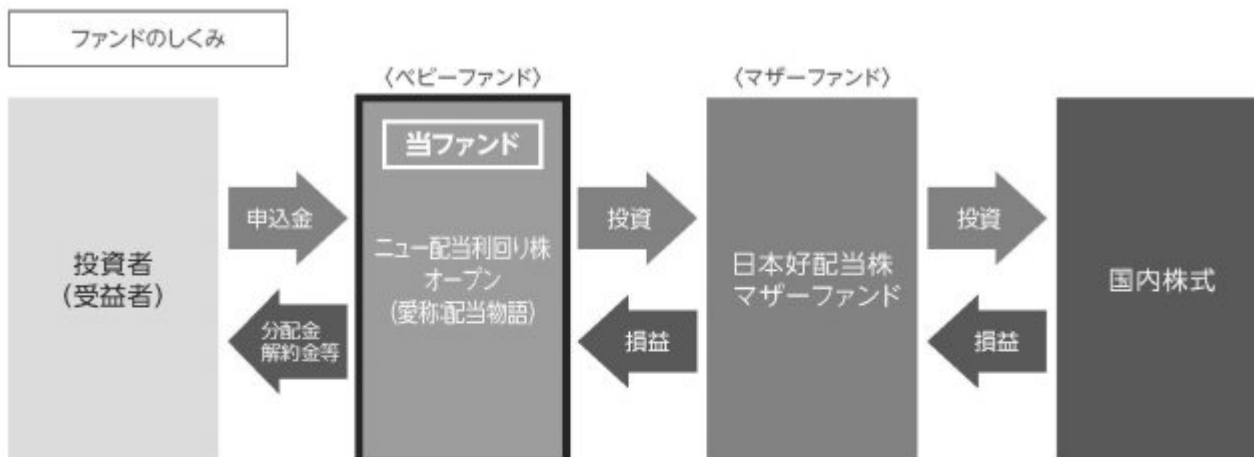 ファンドのしくみ
〈ベビーファンド〉
〈マザーファンド〉
投資者
(受益者)
申込金
分配金
解約金等
当ファンド
ニュー配当利回り株
オープン
(愛称:配当物語)
投資
損益
日本好配当株
マザーファンド
投資
損益
国内株式